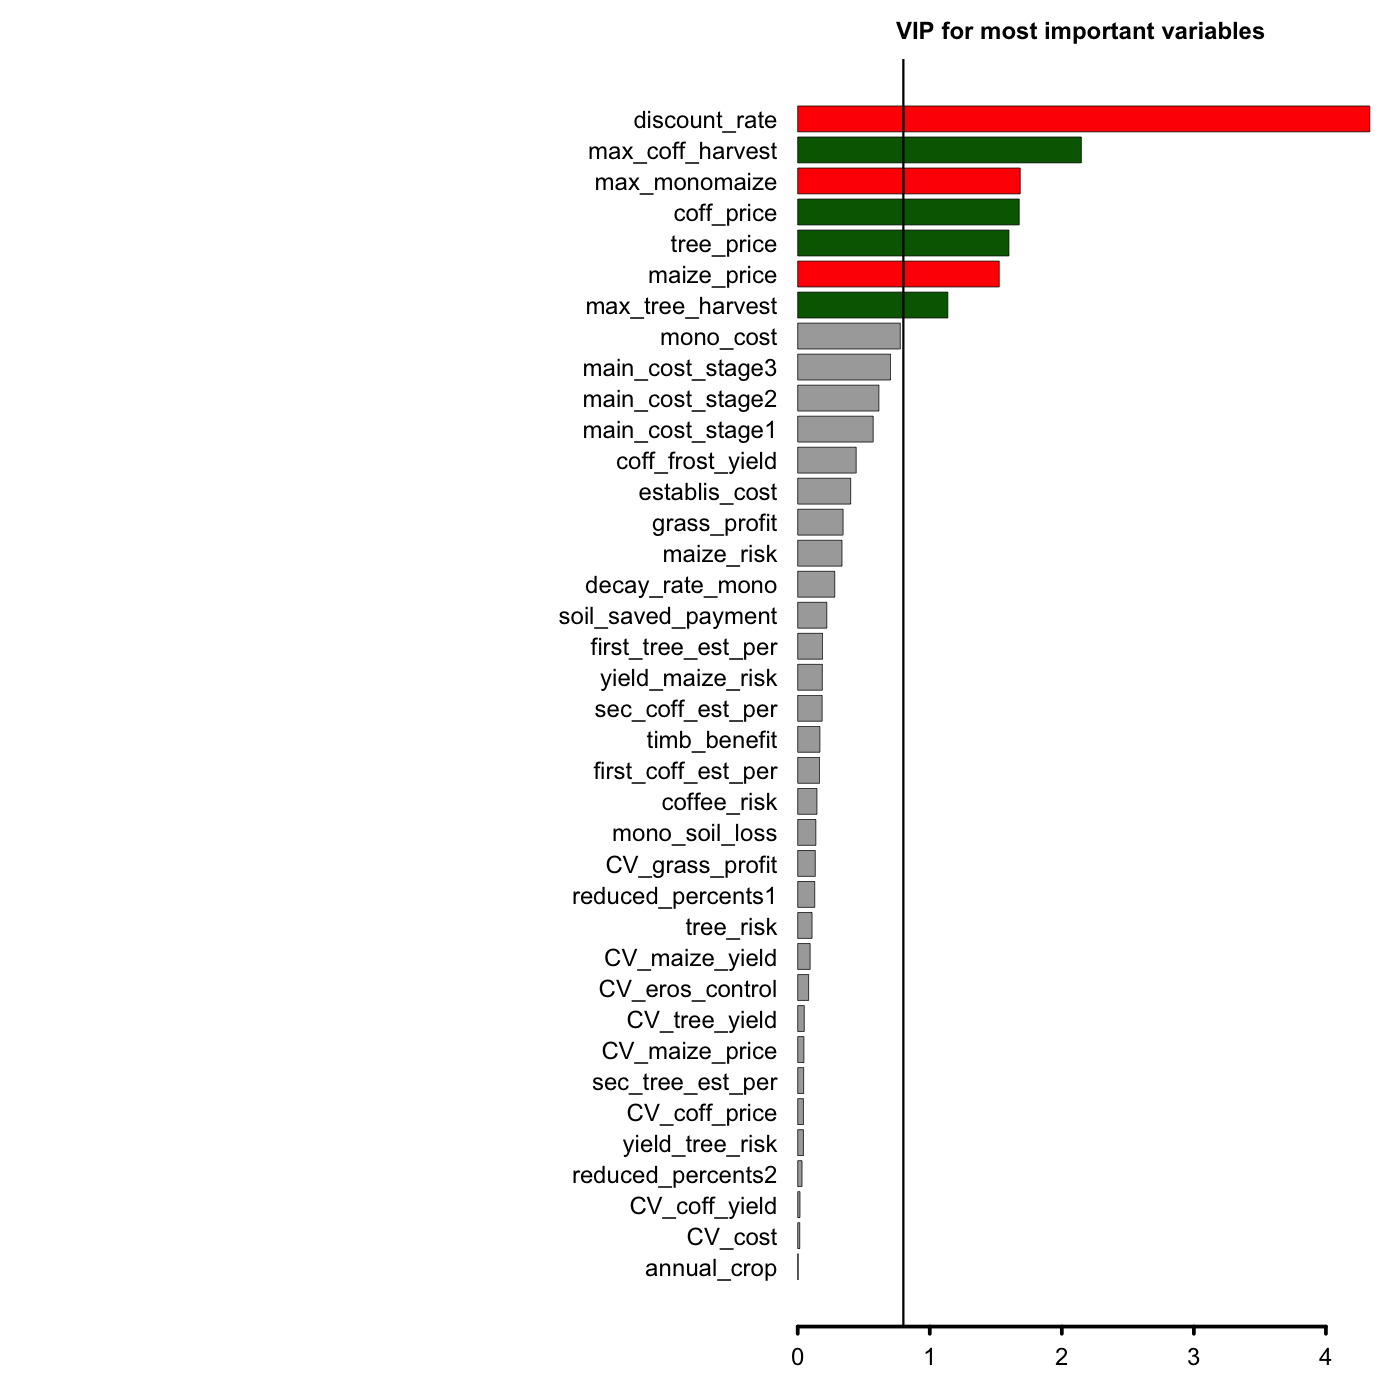 VIP for most important variables
discount_rate
max_coff_harvest
max_monomaize
coff_price
tree_price
maize_price
max_tree_harvest
mono_cost
main_cost_stage3
main_cost_stage2
main_cost_stage1
coff_frost_yield
establis_cost
grass_profit
maize_risk
decay_rate_mono
soil_saved_payment
first_tree_est_per
yield_maize_risk
sec_coff_est_per
timb_benefit
first_coff_est_per
coffee_risk
mono_soil_loss
CV_grass_profit
reduced_percents1
tree_risk
CV_maize_yield
CV_eros_control
CV_tree_yield
CV_maize_price
sec_tree_est_per
CV_coff_price
yield_tree_risk
reduced_percents2
CV_coff_yield
CV_cost
annual_crop
0 1 2 3 4